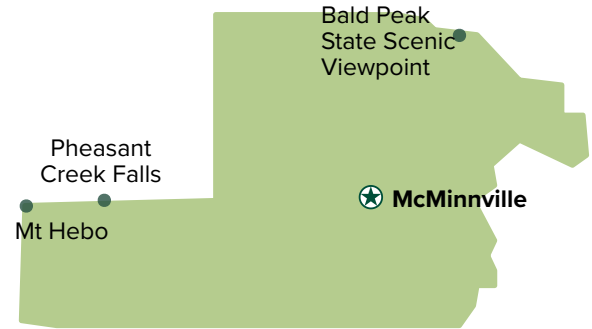 Bald Peak
State Scenic
Viewpoint
Pheasant
Creek Falls
McMinnville
Mt Hebo